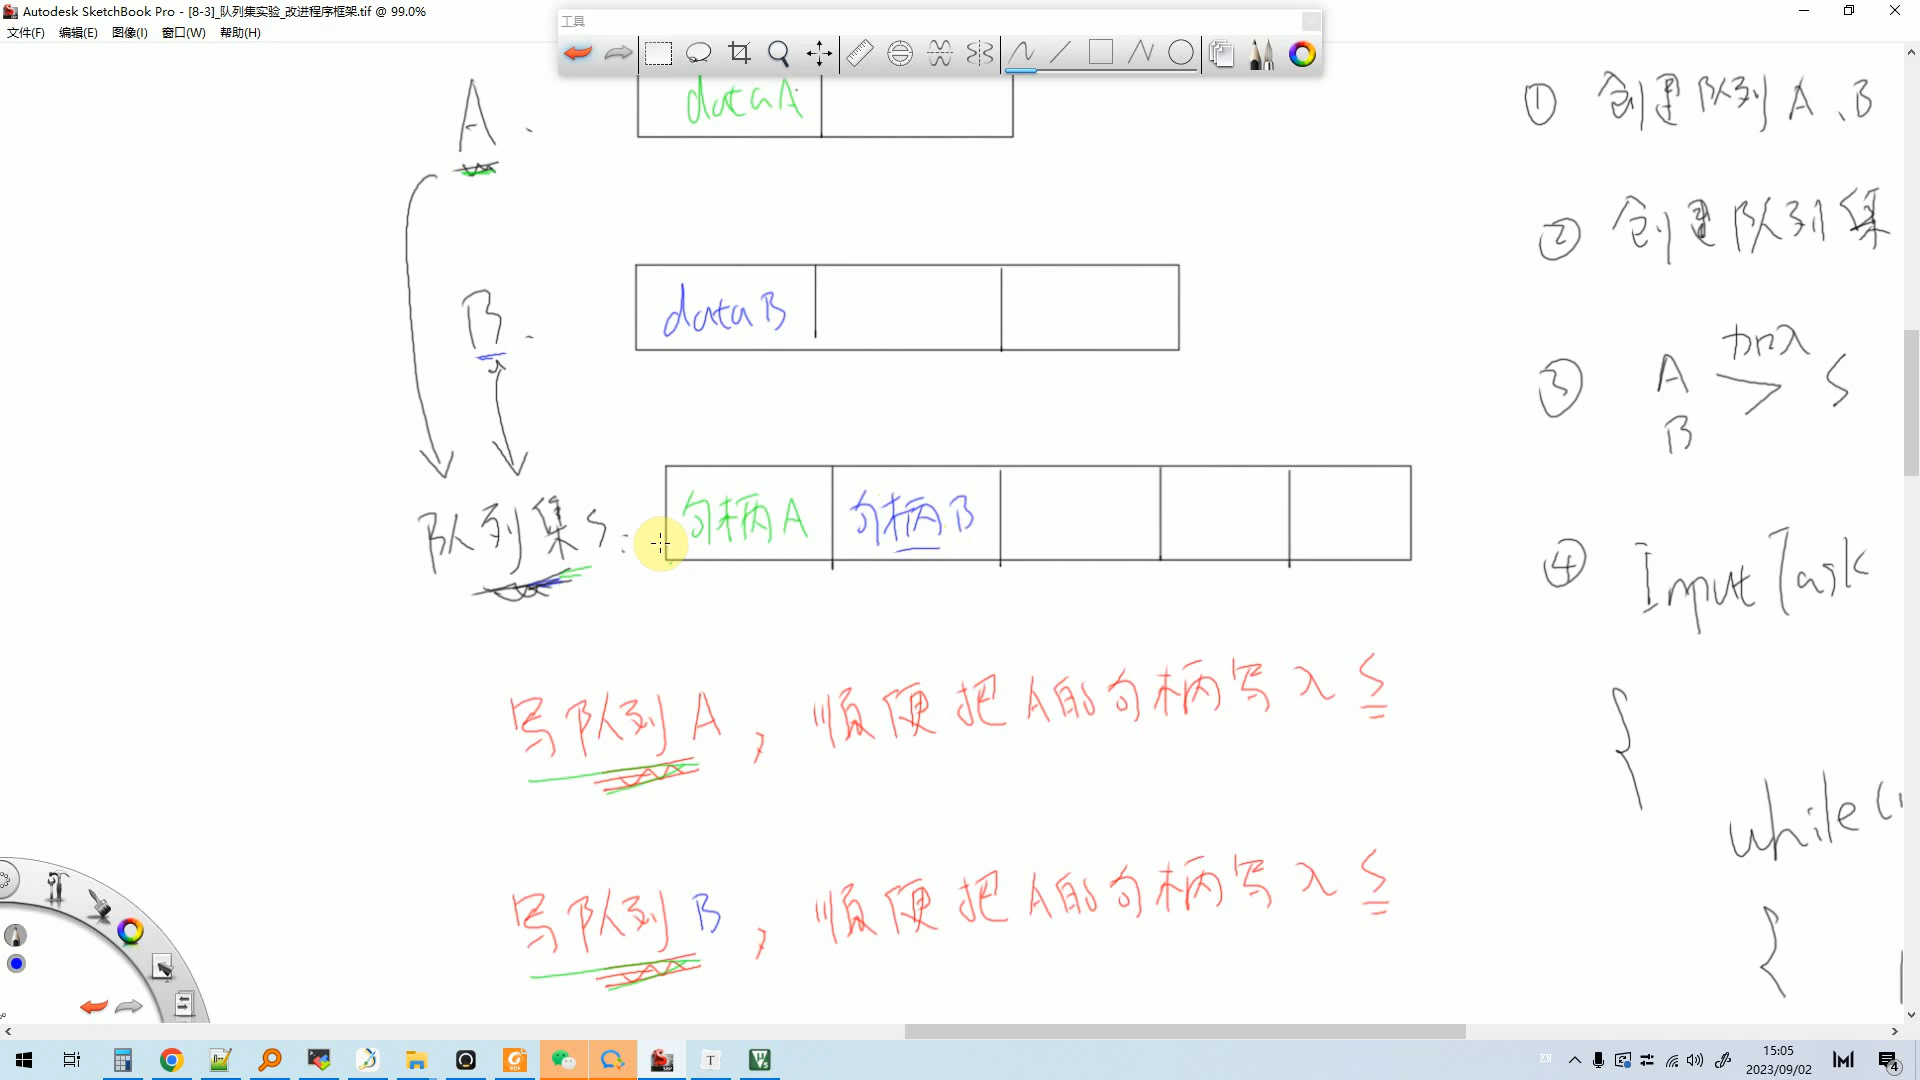 Autodesk SketchBook Pro - [8-3]_队列集实验_改进程序框架.tif @ 99.0%
文件(F) 编辑(E) 图像(I) 窗口(W) 帮助(H)
工具
A.
dataA
① 创建队列A、B
② 创建队列集
B.
dataB
③ A 加入 S
B
队列集S:
句柄A
句柄B
④ InputTask
写队列A, 顺便把A的句柄写入S
{
while(
写队列B, 顺便把A的句柄写入S
{
EN
15:05
2023/09/02
4